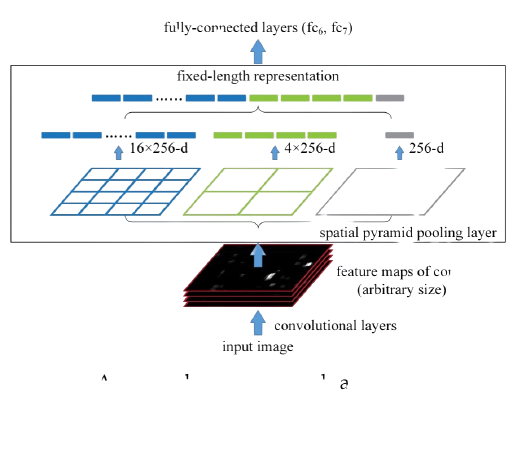 fully-connected layers (fc6, fc7)
fixed-length representation
......
......
16×256-d
4×256-d
256-d
spatial pyramid pooling layer
feature maps of
(arbitrary size)
convolutional layers
input image